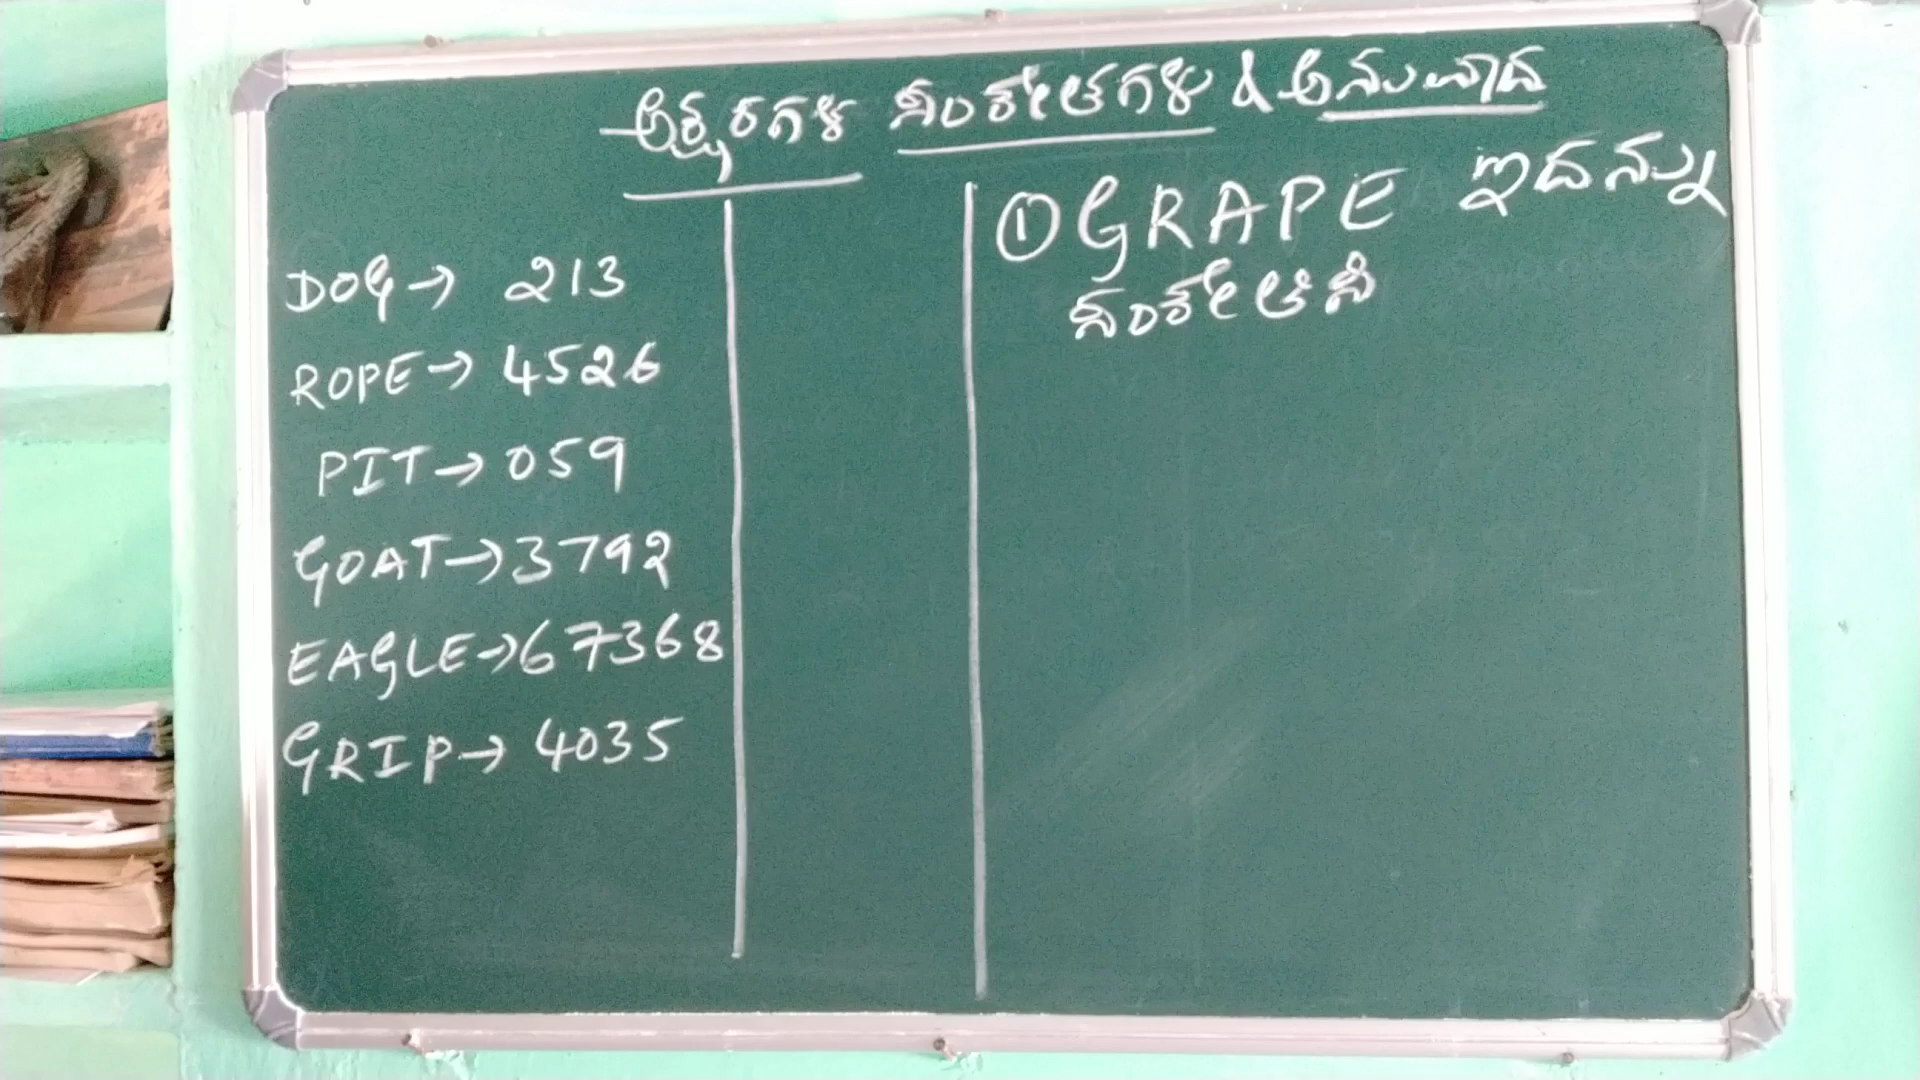 ಅಕ್ಷರಗಳ ಸಂಕೇತಗಳು & ಅನುವಾದ
DOG → 213
ROPE → 4526
PIT → 059
GOAT → 3792
EAGLE → 67368
GRIP → 4035
① GRAPE ಇದನ್ನು
ಸಂಕೇತಿಸಿ